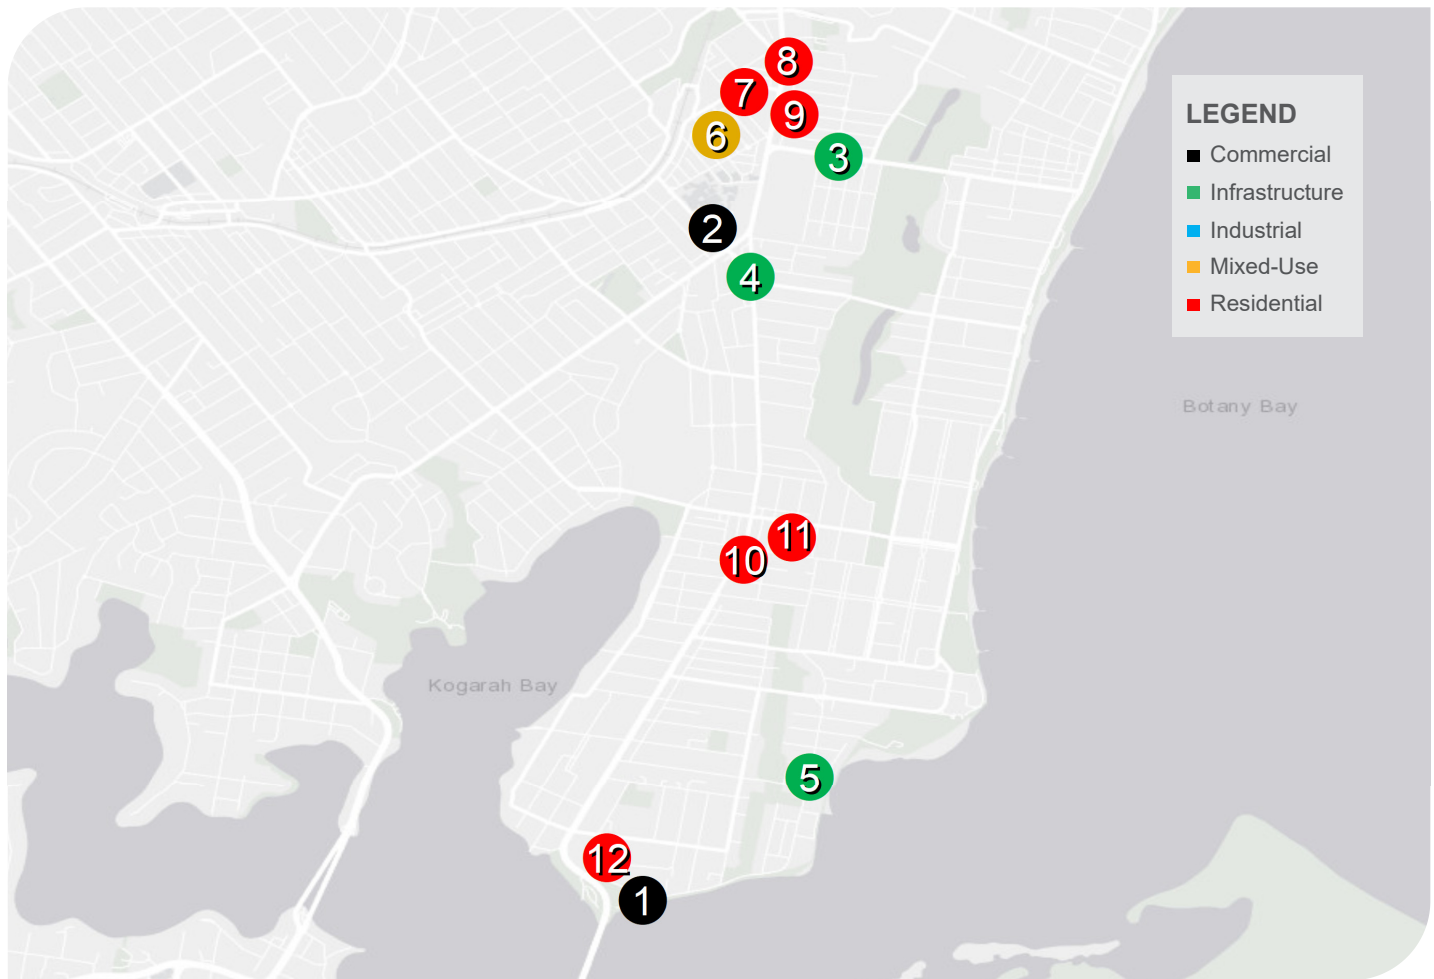 8
7
9
6
3
2
4
LEGEND
Commercial
Infrastructure
Industrial
Mixed-Use
Residential
Botany Bay
11
10
Kogarah Bay
5
12
1